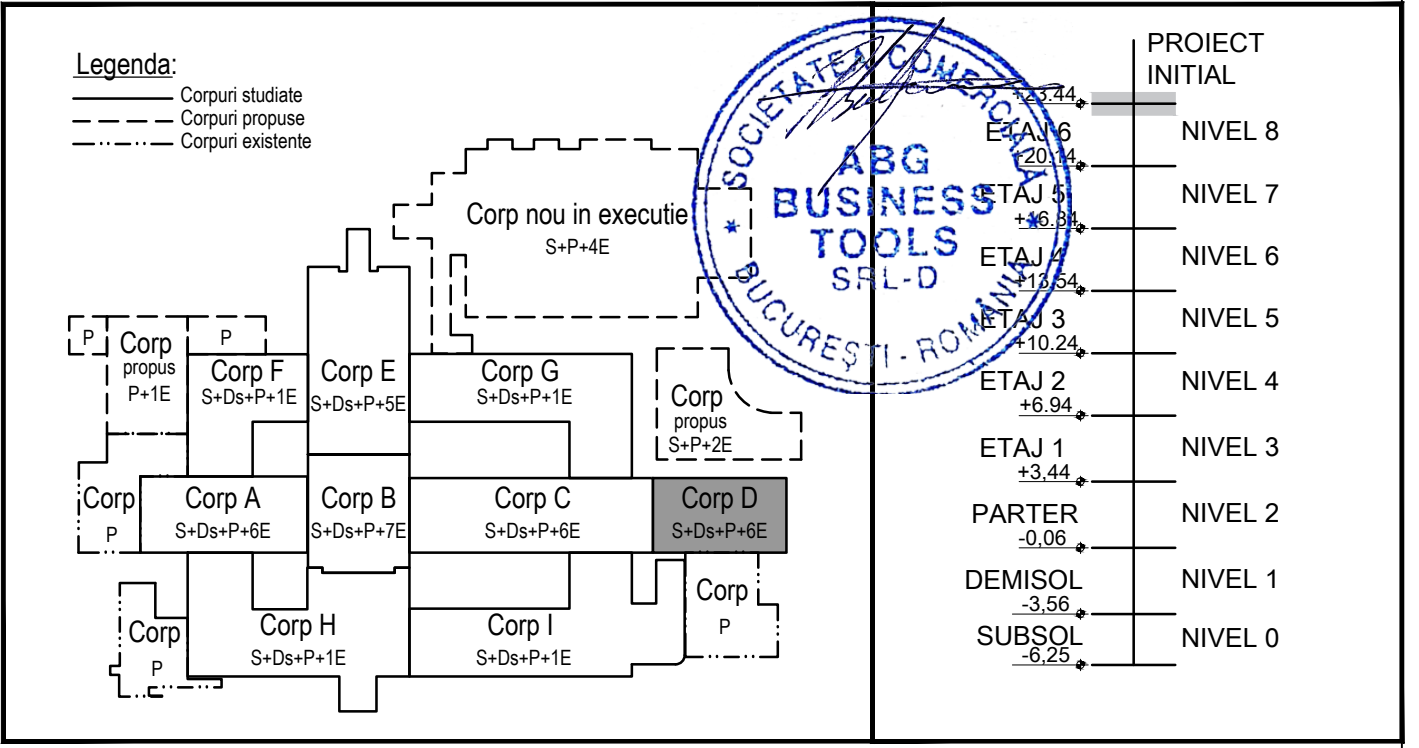 Legenda:
Corpuri studiate
Corpuri propuse
Corpuri existente
Corp nou in executie
S+P+4E
P
Corp
propus
P+1E
P
Corp F
S+Ds+P+1E
Corp E
S+Ds+P+5E
Corp G
S+Ds+P+1E
Corp
propus
S+P+2E
Corp
P
Corp A
S+Ds+P+6E
Corp B
S+Ds+P+7E
Corp C
S+Ds+P+6E
Corp D
S+Ds+P+6E
Corp
P
Corp H
S+Ds+P+1E
Corp I
S+Ds+P+1E
Corp
P
SOCIETATEA COMERCIALĂ
ABG
BUSINESS
TOOLS
SRL-D
* BUCUREȘTI - ROMÂNIA *
PROIECT
INITIAL
+23.44
ETAJ 6
NIVEL 8
+20.14
ETAJ 5
NIVEL 7
+16.84
ETAJ 4
NIVEL 6
+13.54
ETAJ 3
NIVEL 5
+10.24
ETAJ 2
NIVEL 4
+6.94
ETAJ 1
NIVEL 3
+3,44
PARTER
NIVEL 2
-0,06
DEMISOL
NIVEL 1
-3,56
SUBSOL
NIVEL 0
-6,25